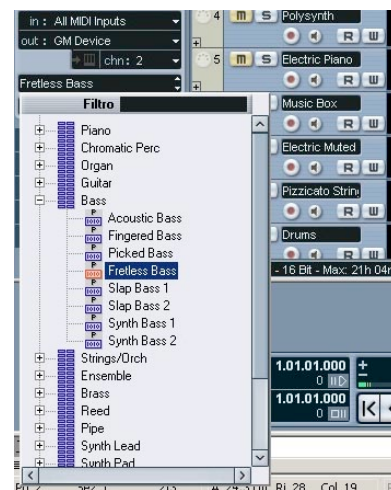 in : All MIDI Inputs
out : GM Device
chn: 2
Fretless Bass
Filtro
Piano
Chromatic Perc
Organ
Guitar
Bass
Acoustic Bass
Fingered Bass
Picked Bass
Fretless Bass
Slap Bass 1
Slap Bass 2
Synth Bass 1
Synth Bass 2
Strings/Orch
Ensemble
Brass
Reed
Pipe
Synth Lead
Synth Pad
4 M S Polysynth
R W
5 M S Electric Piano
R W
Music Box
R W
Electric Muted
R W
Pizzicato Strin
R W
Drums
R W
- 16 Bit - Max: 21h 04
1.01.01.000
0
1.01.01.000
0
Ri 28 Col 19